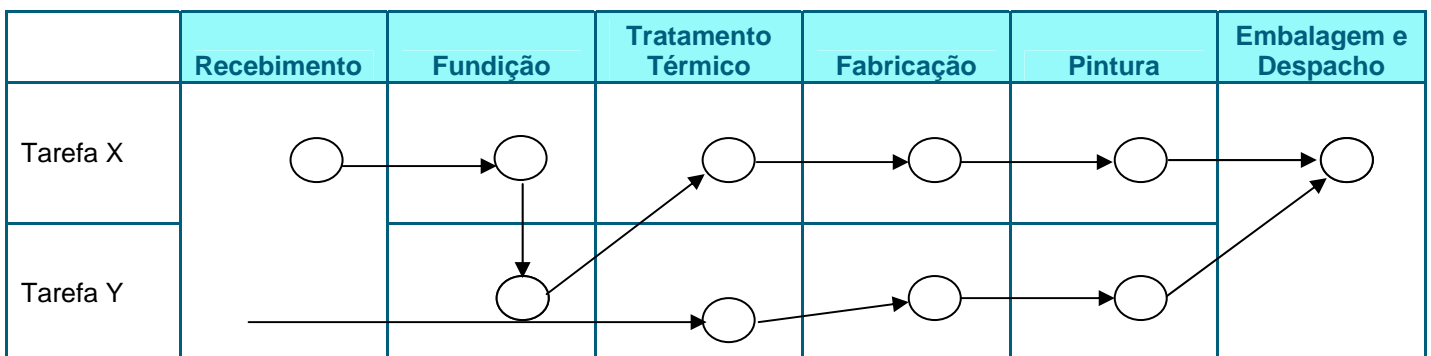 Recebimento
Fundição
Tratamento
Térmico
Fabricação
Pintura
Embalagem e
Despacho
Tarefa X
Tarefa Y